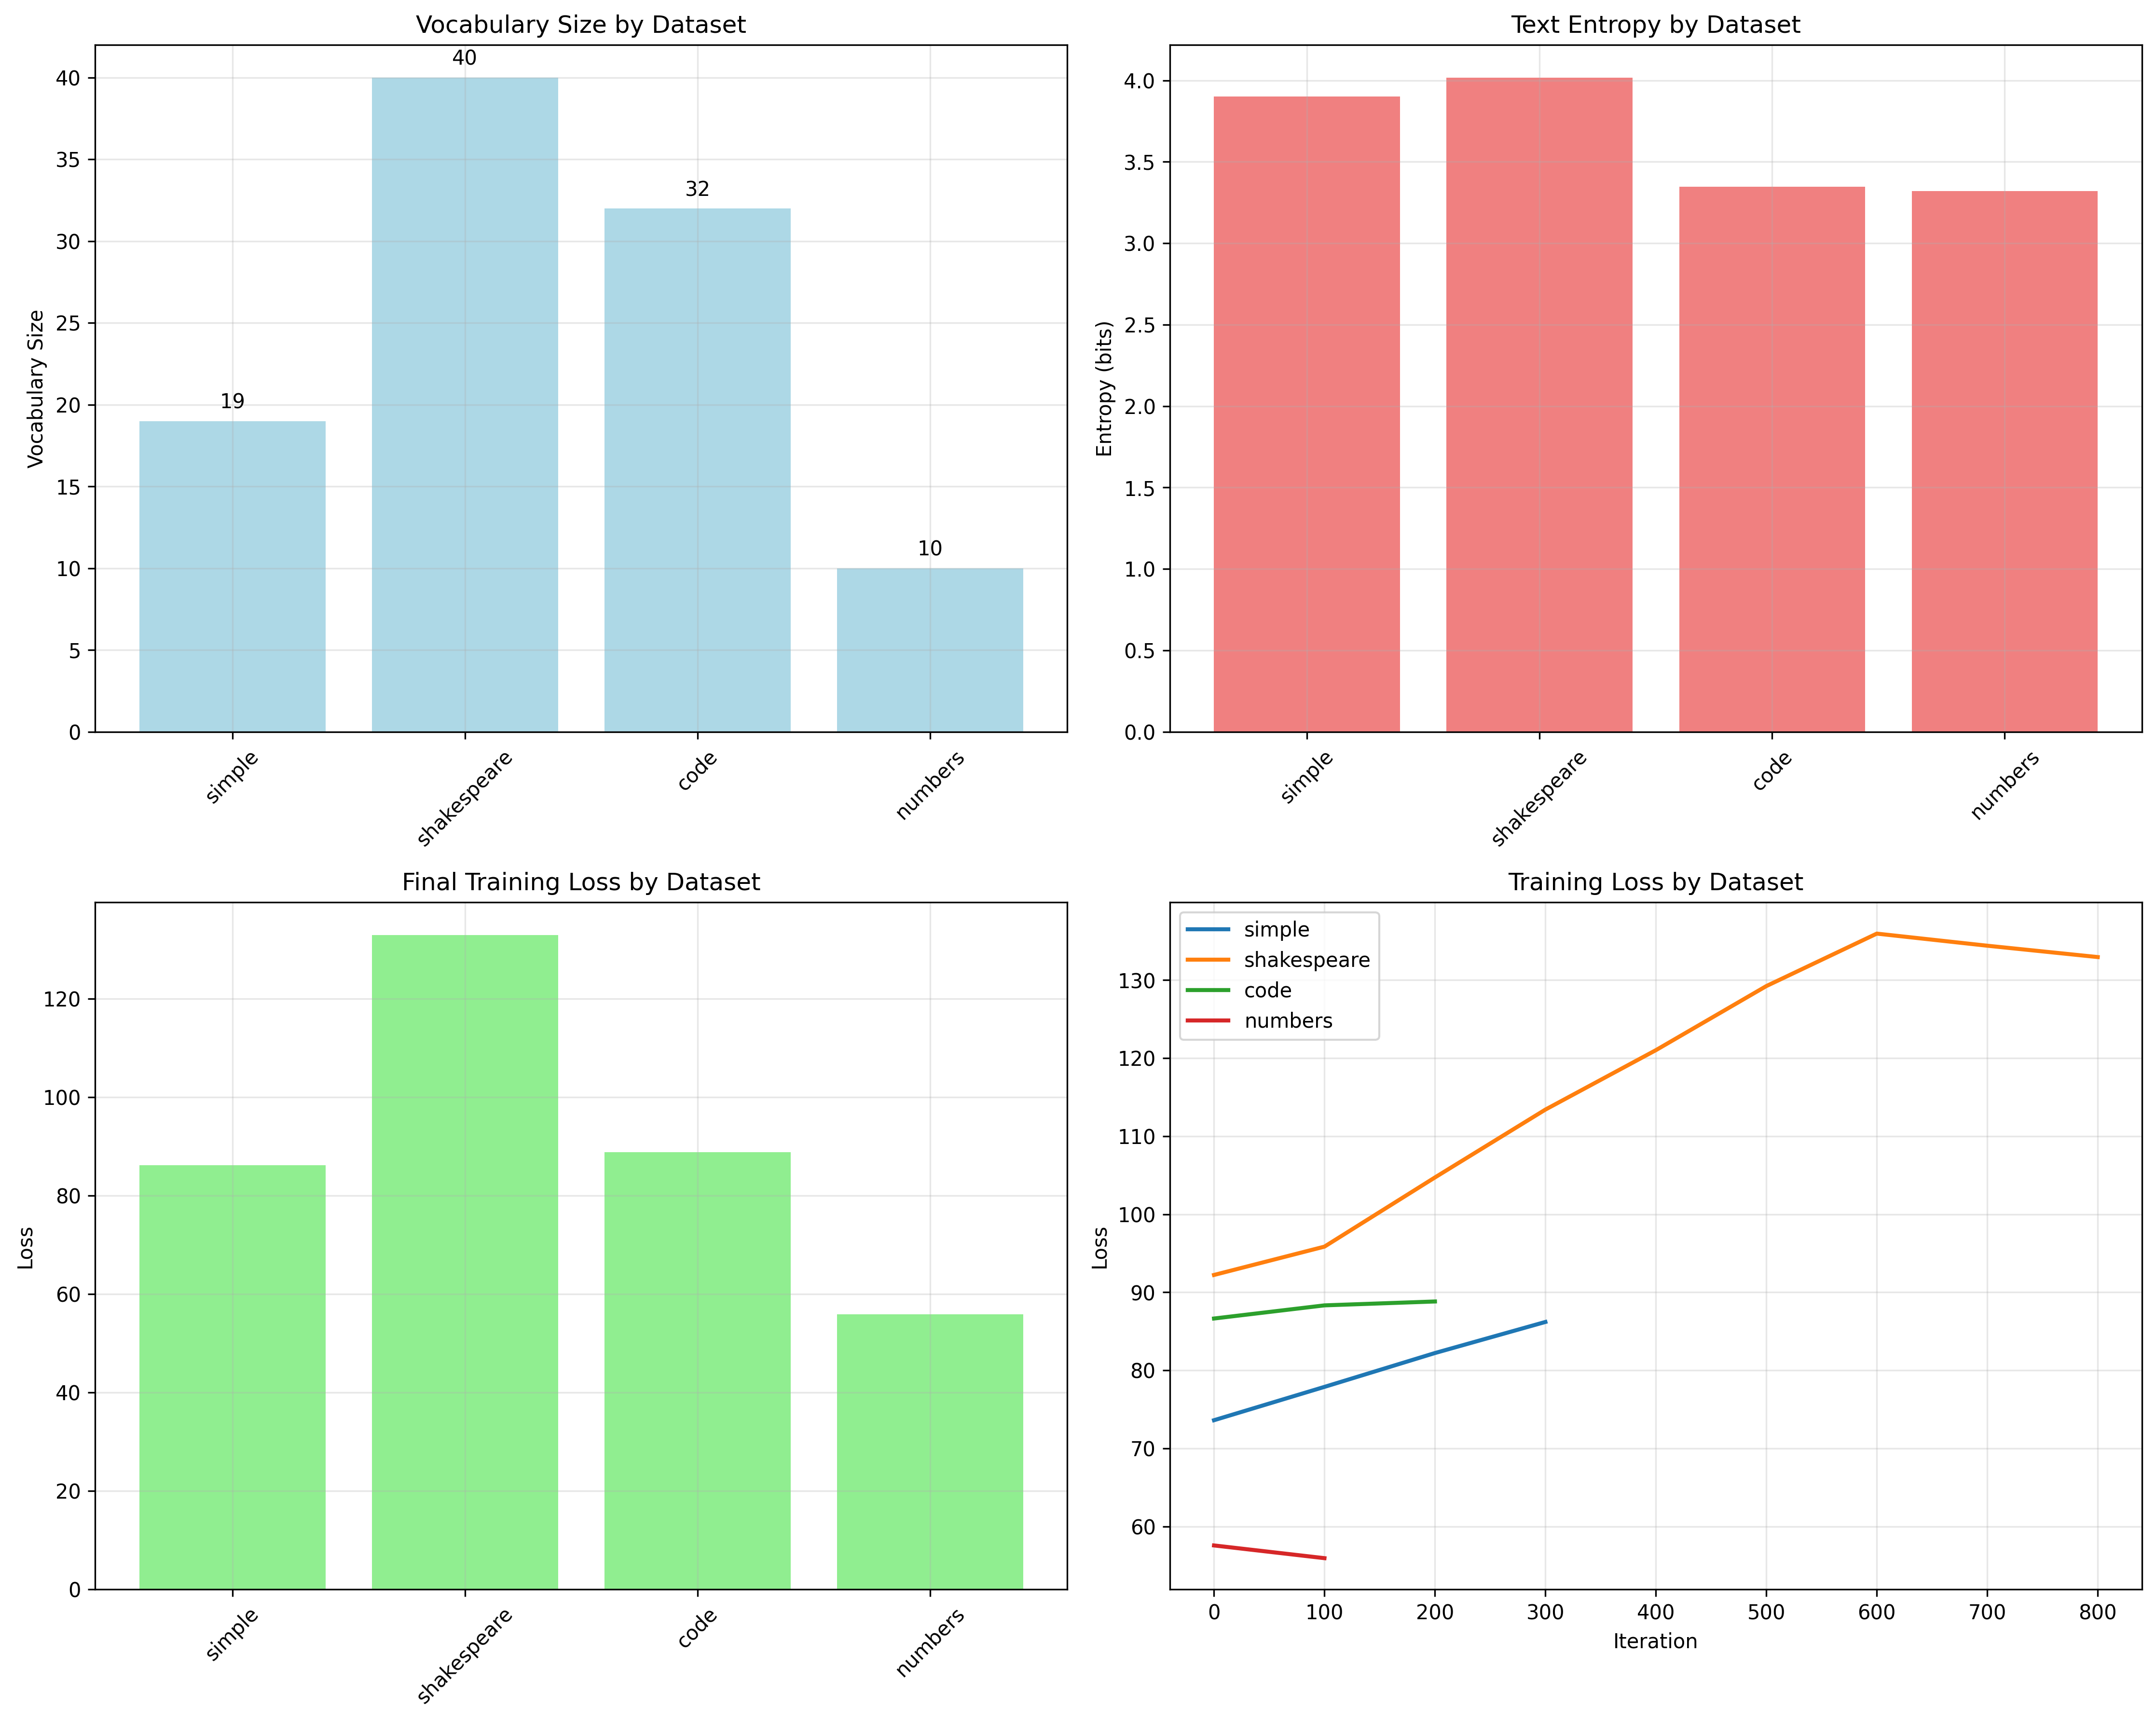 Vocabulary Size by Dataset
Vocabulary Size
40
35
30
25
20
15
10
5
0
19
40
32
10
simple
shakespeare
code
numbers
Text Entropy by Dataset
Entropy (bits)
4.0
3.5
3.0
2.5
2.0
1.5
1.0
0.5
0.0
simple
shakespeare
code
numbers
Final Training Loss by Dataset
Loss
120
100
80
60
40
20
0
simple
shakespeare
code
numbers
Training Loss by Dataset
simple
shakespeare
code
numbers
Loss
130
120
110
100
90
80
70
60
0 100 200 300 400 500 600 700 800
Iteration